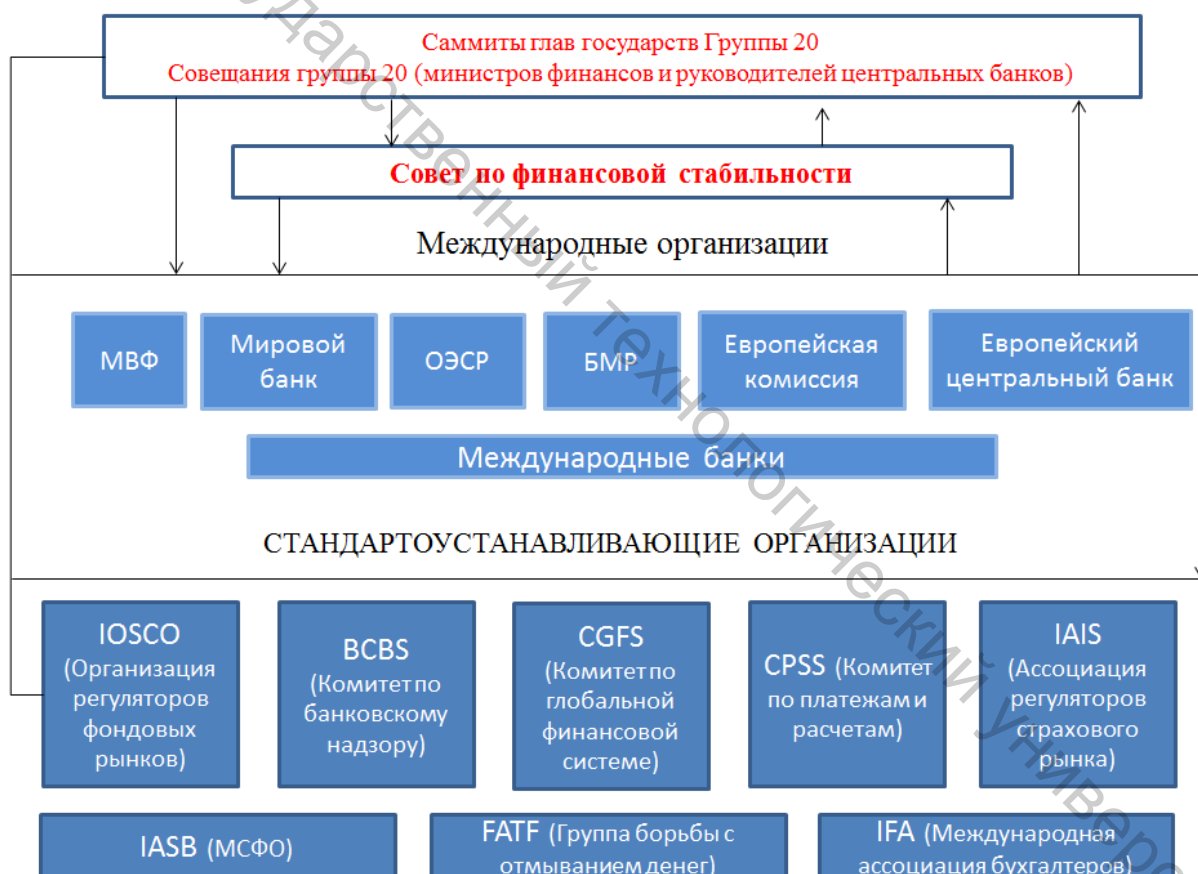 Саммиты глав государств Группы 20
Совещания группы 20 (министров финансов и руководителей центральных банков)
Совет по финансовой стабильности
Международные организации
МВФ
Мировой
банк
ОЭСР
БМР
Европейская
комиссия
Европейский
центральный банк
Международные банки
СТАНДАРТОУСТАНАВЛИВАЮЩИЕ ОРГАНИЗАЦИИ
IOSCO
(Организация
регуляторов
фондовых
рынков)
BCBS
(Комитет по
банковскому
надзору)
CGFS
(Комитет по
глобальной
финансовой
системе)
CPSS (Комитет
по платежам и
расчетам)
IAIS
(Ассоциация
регуляторов
страхового
рынка)
IASB (МСФО)
FATF (Группа борьбы с
отмыванием денег)
IFA (Международная
ассоциация бухгалтеров)
технологический